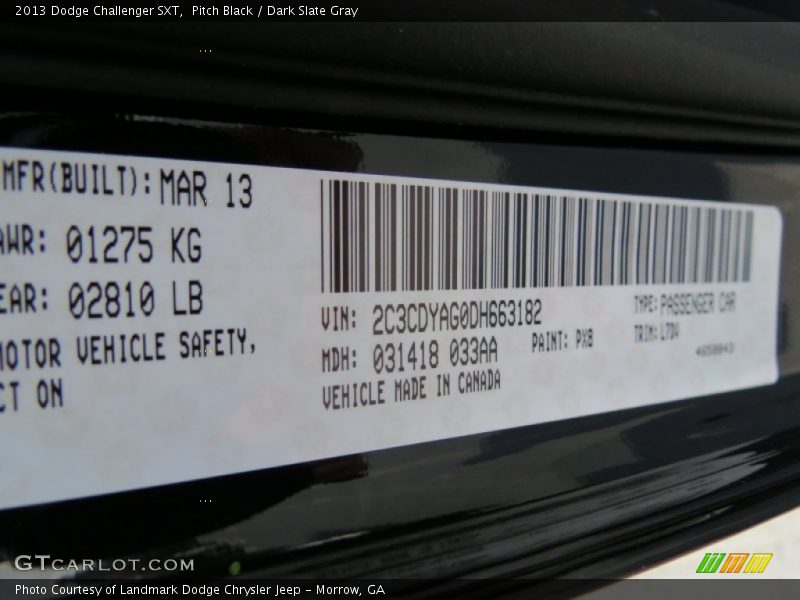 2013 Dodge Challenger SXT,  Pitch Black / Dark Slate Gray
MFR(BUILT): MAR 13
AWR: 01275 KG
EAR: 02810 LB
MOTOR VEHICLE SAFETY,
CT ON
VIN: 2C3CDYAG0DH663182
TYPE: PASSENGER CAR
MDH: 031418 033AA
PAINT: PXB
TRIM: L7DV
VEHICLE MADE IN CANADA
GTCARLOT.COM
Photo Courtesy of Landmark Dodge Chrysler Jeep - Morrow, GA